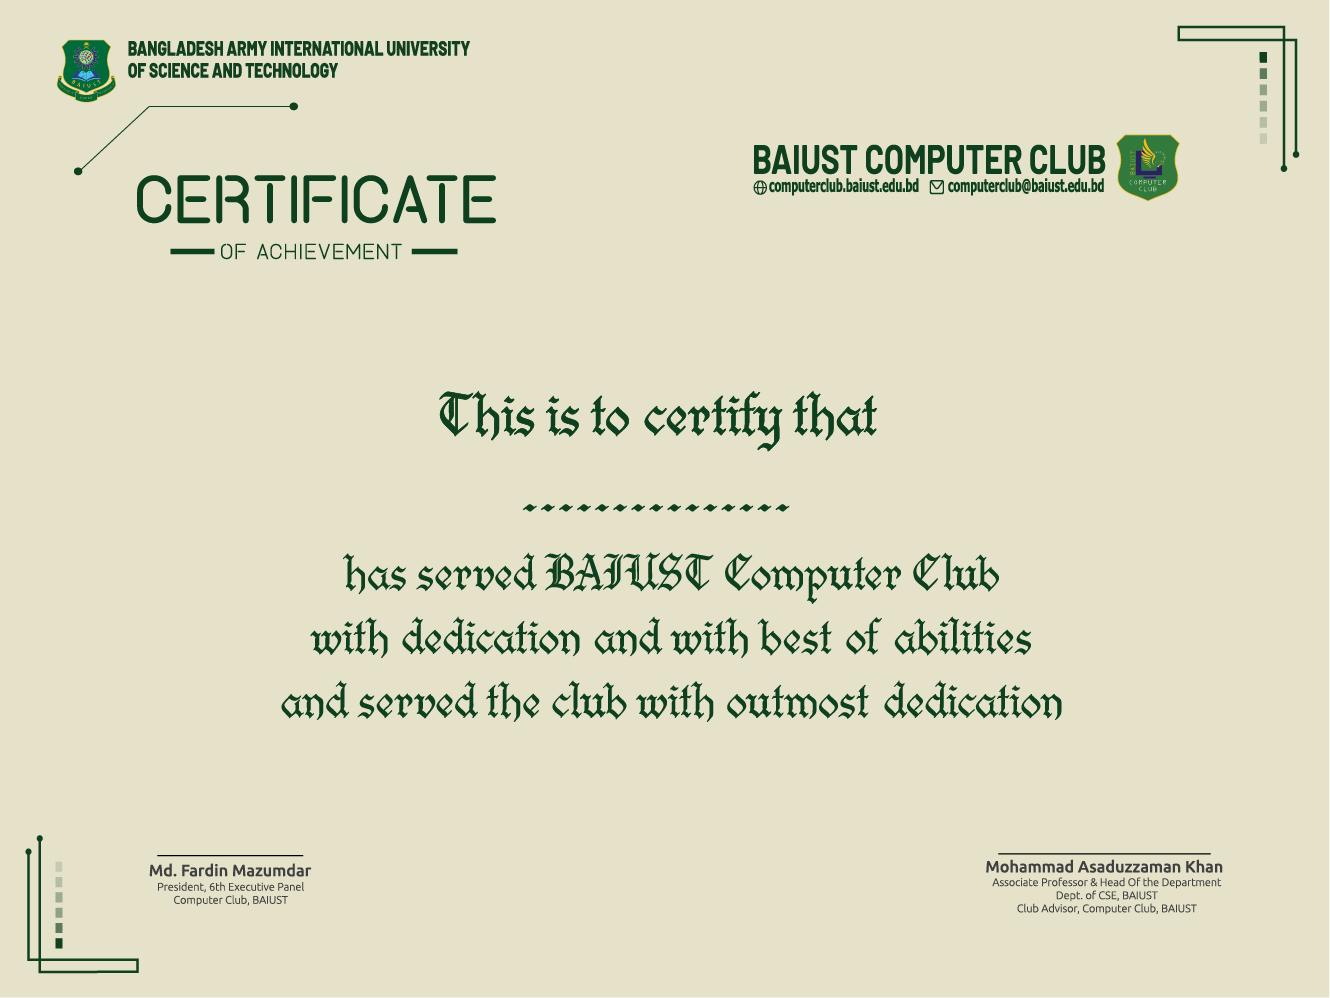 BANGLADESH ARMY INTERNATIONAL UNIVERSITY
OF SCIENCE AND TECHNOLOGY
BAIUST
CERTIFICATE
OF ACHIEVEMENT
BAIUST COMPUTER CLUB
computerclub.baiust.edu.bd computerclub@baiust.edu.bd
BAIUST
COMPUTER
CLUB
This is to certify that
---------------
has served BAIUST Computer Club
with dedication and with best of abilities
and served the club with outmost dedication
Md. Fardin Mazumdar
President, 6th Executive Panel
Computer Club, BAIUST
Mohammad Asaduzzaman Khan
Associate Professor & Head Of the Department
Dept. of CSE, BAIUST
Club Advisor, Computer Club, BAIUST